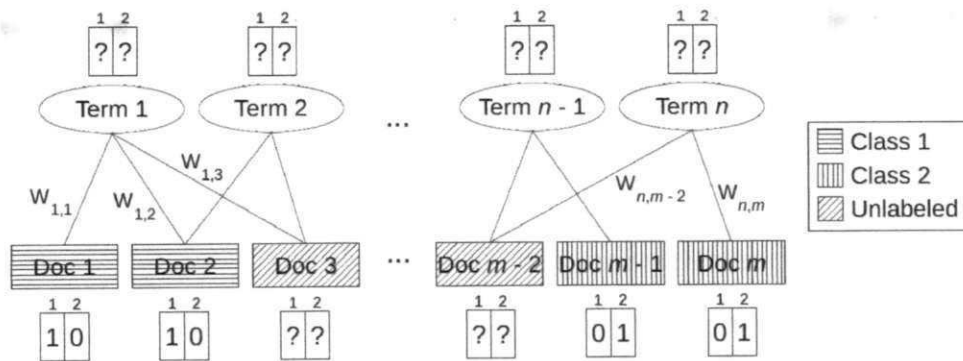 1 2 1 2 1 2 1 2
? ? ? ? ? ? ? ?
Term 1 Term 2 ... Term n - 1 Term n
Class 1
Class 2
Unlabeled
W1,1 W1,2 W1,3 Wn,m - 2 Wn,m
Doc 1 Doc 2 Doc 3 ... Doc m - 2 Doc m - 1 Doc m
1 2 1 2 1 2 1 2 1 2 1 2
1 0 1 0 ? ? ? ? 0 1 0 1